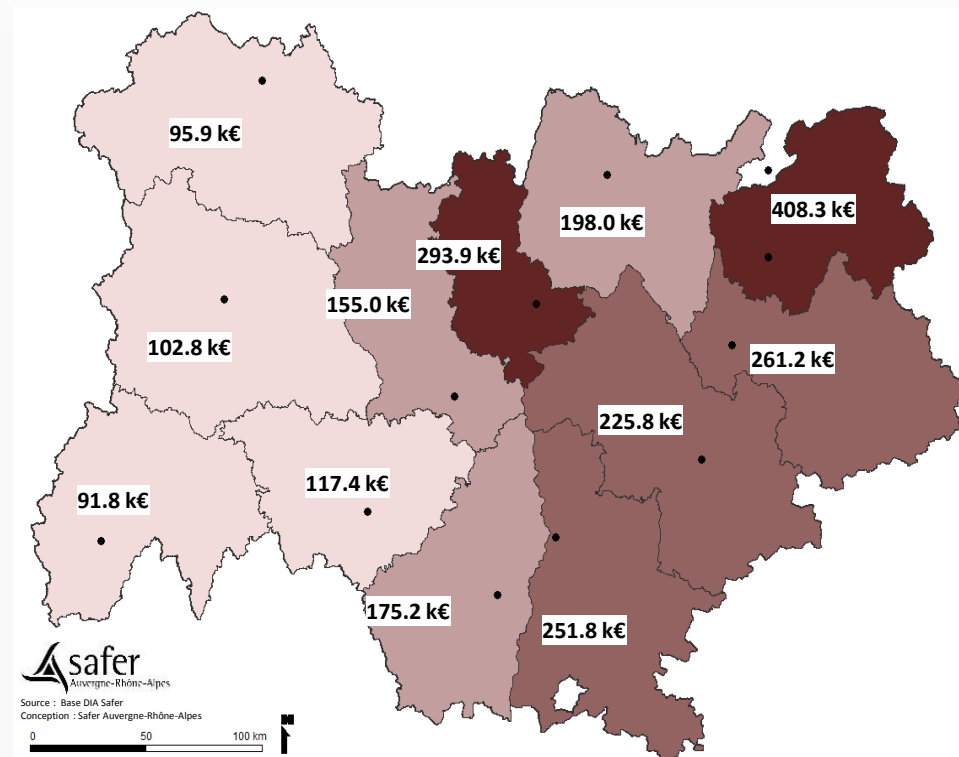 95.9 k€
408.3 k€
198.0 k€
293.9 k€
155.0 k€
102.8 k€
261.2 k€
225.8 k€
117.4 k€
91.8 k€
175.2 k€
251.8 k€
safer
Auvergne-Rhône-Alpes
Source : Base DIA Safer
Conception : Safer Auvergne-Rhône-Alpes
0 50 100 km